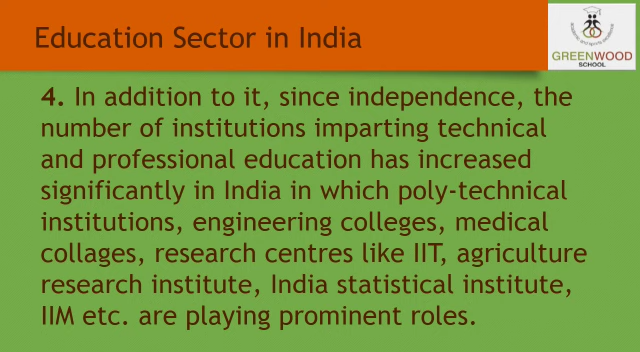 Education Sector in India
GREENWOOD
SCHOOL
4. In addition to it, since independence, the
number of institutions imparting technical
and professional education has increased
significantly in India in which poly-technical
institutions, engineering colleges, medical
collages, research centres like IIT, agriculture
research institute, India statistical institute,
IIM etc. are playing prominent roles.